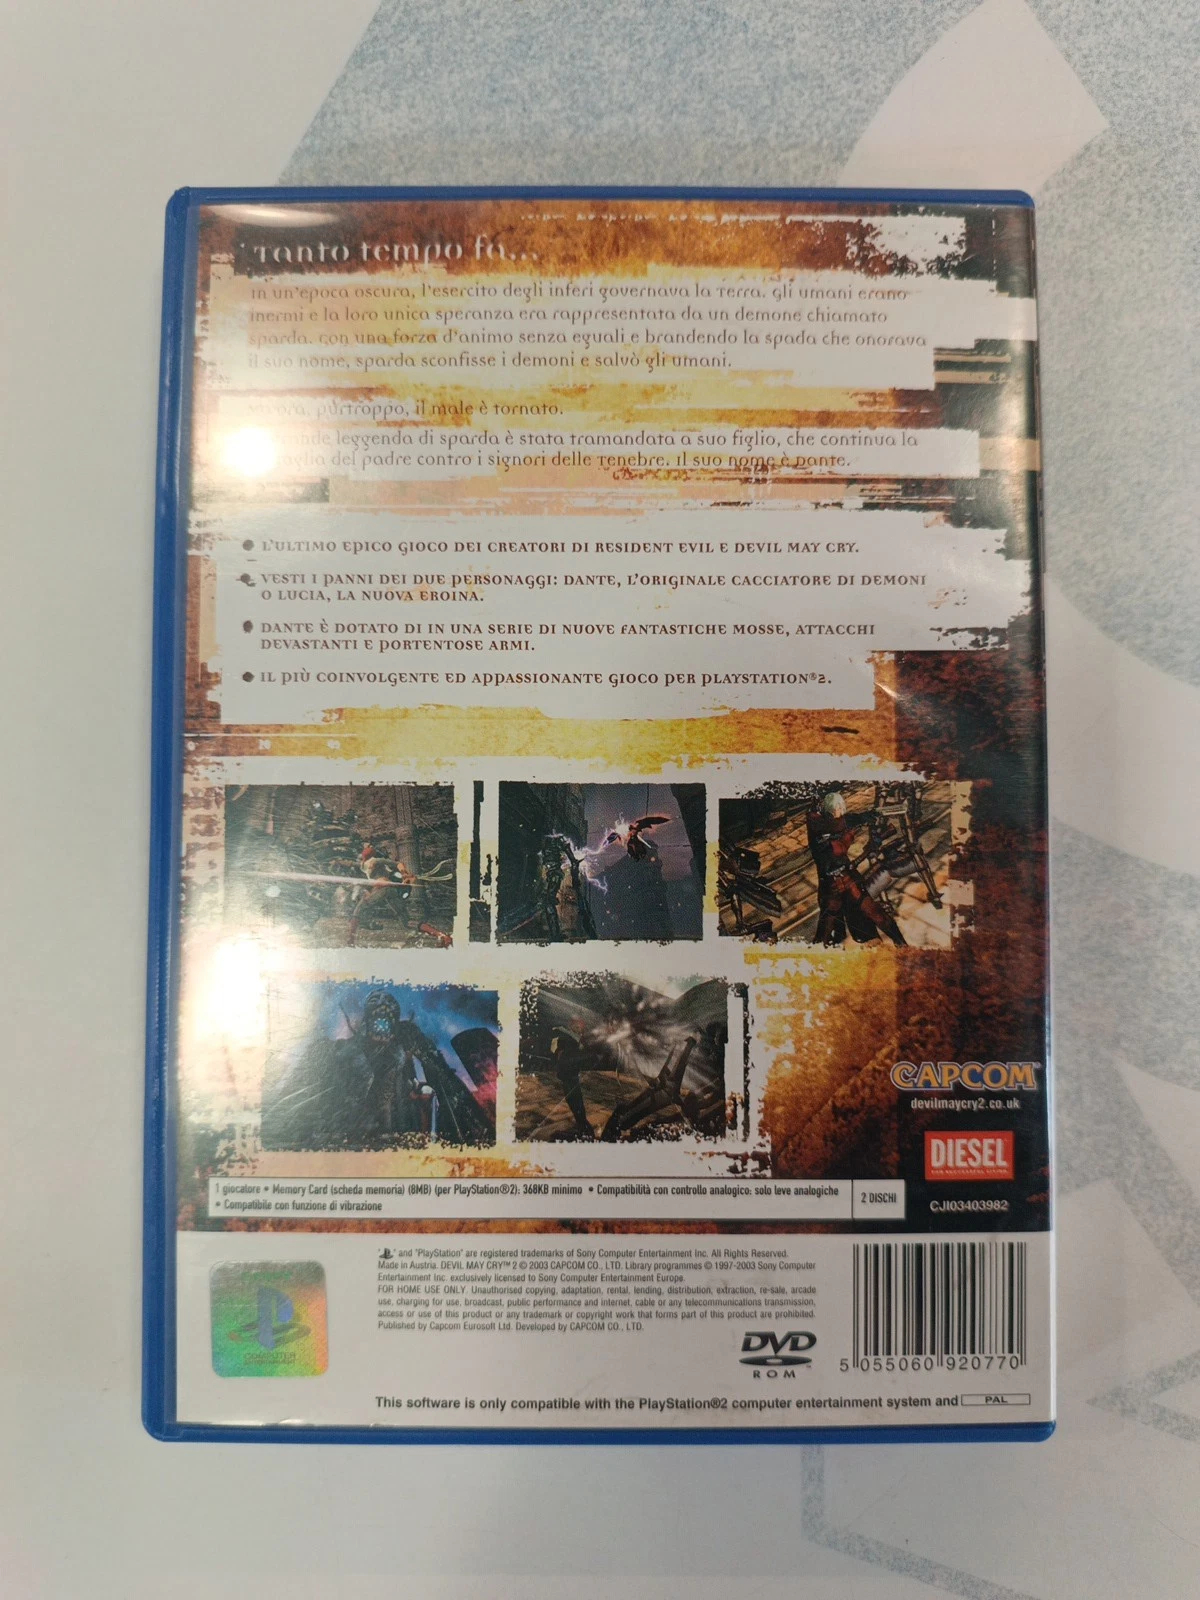 Tanto tempo fa...
In un'epoca oscura, l'esercito degli inferi governava la Terra. Gli umani erano
inermi e la loro unica speranza era rappresentata da un demone chiamato
Sparda. Con una forza d'animo senza eguali e brandendo la spada che onorava
il suo nome, Sparda sconfisse i demoni e salvò gli umani.
purtroppo, il male è tornato.
leggenda di Sparda è stata tramandata a suo figlio, che continua la
del padre contro i signori delle Tenebre. Il suo nome è Dante.
● L'ULTIMO EPICO GIOCO DEI CREATORI DI RESIDENT EVIL E DEVIL MAY CRY.
● VESTI I PANNI DEI DUE PERSONAGGI: DANTE, L'ORIGINALE CACCIATORE DI DEMONI
O LUCIA, LA NUOVA EROINA.
● DANTE È DOTATO DI IN UNA SERIE DI NUOVE FANTASTICHE MOSSE, ATTACCHI
DEVASTANTI E PORTENTOSE ARMI.
● IL PIÙ COINVOLGENTE ED APPASSIONANTE GIOCO PER PLAYSTATION®2.
CAPCOM
devilmaycry2.co.uk
DIESEL
FOR SUCCESSFUL LIVING
CJI03403982
1 giocatore • Memory Card (scheda memoria) (8MB) (per PlayStation®2): 368KB minimo • Compatibilità con controllo analogico: solo leve analogiche
• Compatibile con funzione di vibrazione
2 DISCHI
" " and "PlayStation" are registered trademarks of Sony Computer Entertainment Inc. All Rights Reserved.
Made in Austria. DEVIL MAY CRY™ 2 © 2003 CAPCOM CO., LTD. Library programmes © 1997-2003 Sony Computer
Entertainment Inc. exclusively licensed to Sony Computer Entertainment Europe.
FOR HOME USE ONLY. Unauthorised copying, adaptation, rental, lending, distribution, extraction, re-sale, arcade
use, charging for use, broadcast, public performance and internet, cable or any telecommunications transmission,
access or use of this product or any trademark or copyright work that forms part of this product are prohibited.
Published by Capcom Eurosoft Ltd. Developed by CAPCOM CO., LTD.
COMPUTER
DVD
ROM
5 055060 920770
This software is only compatible with the PlayStation®2 computer entertainment system and PAL